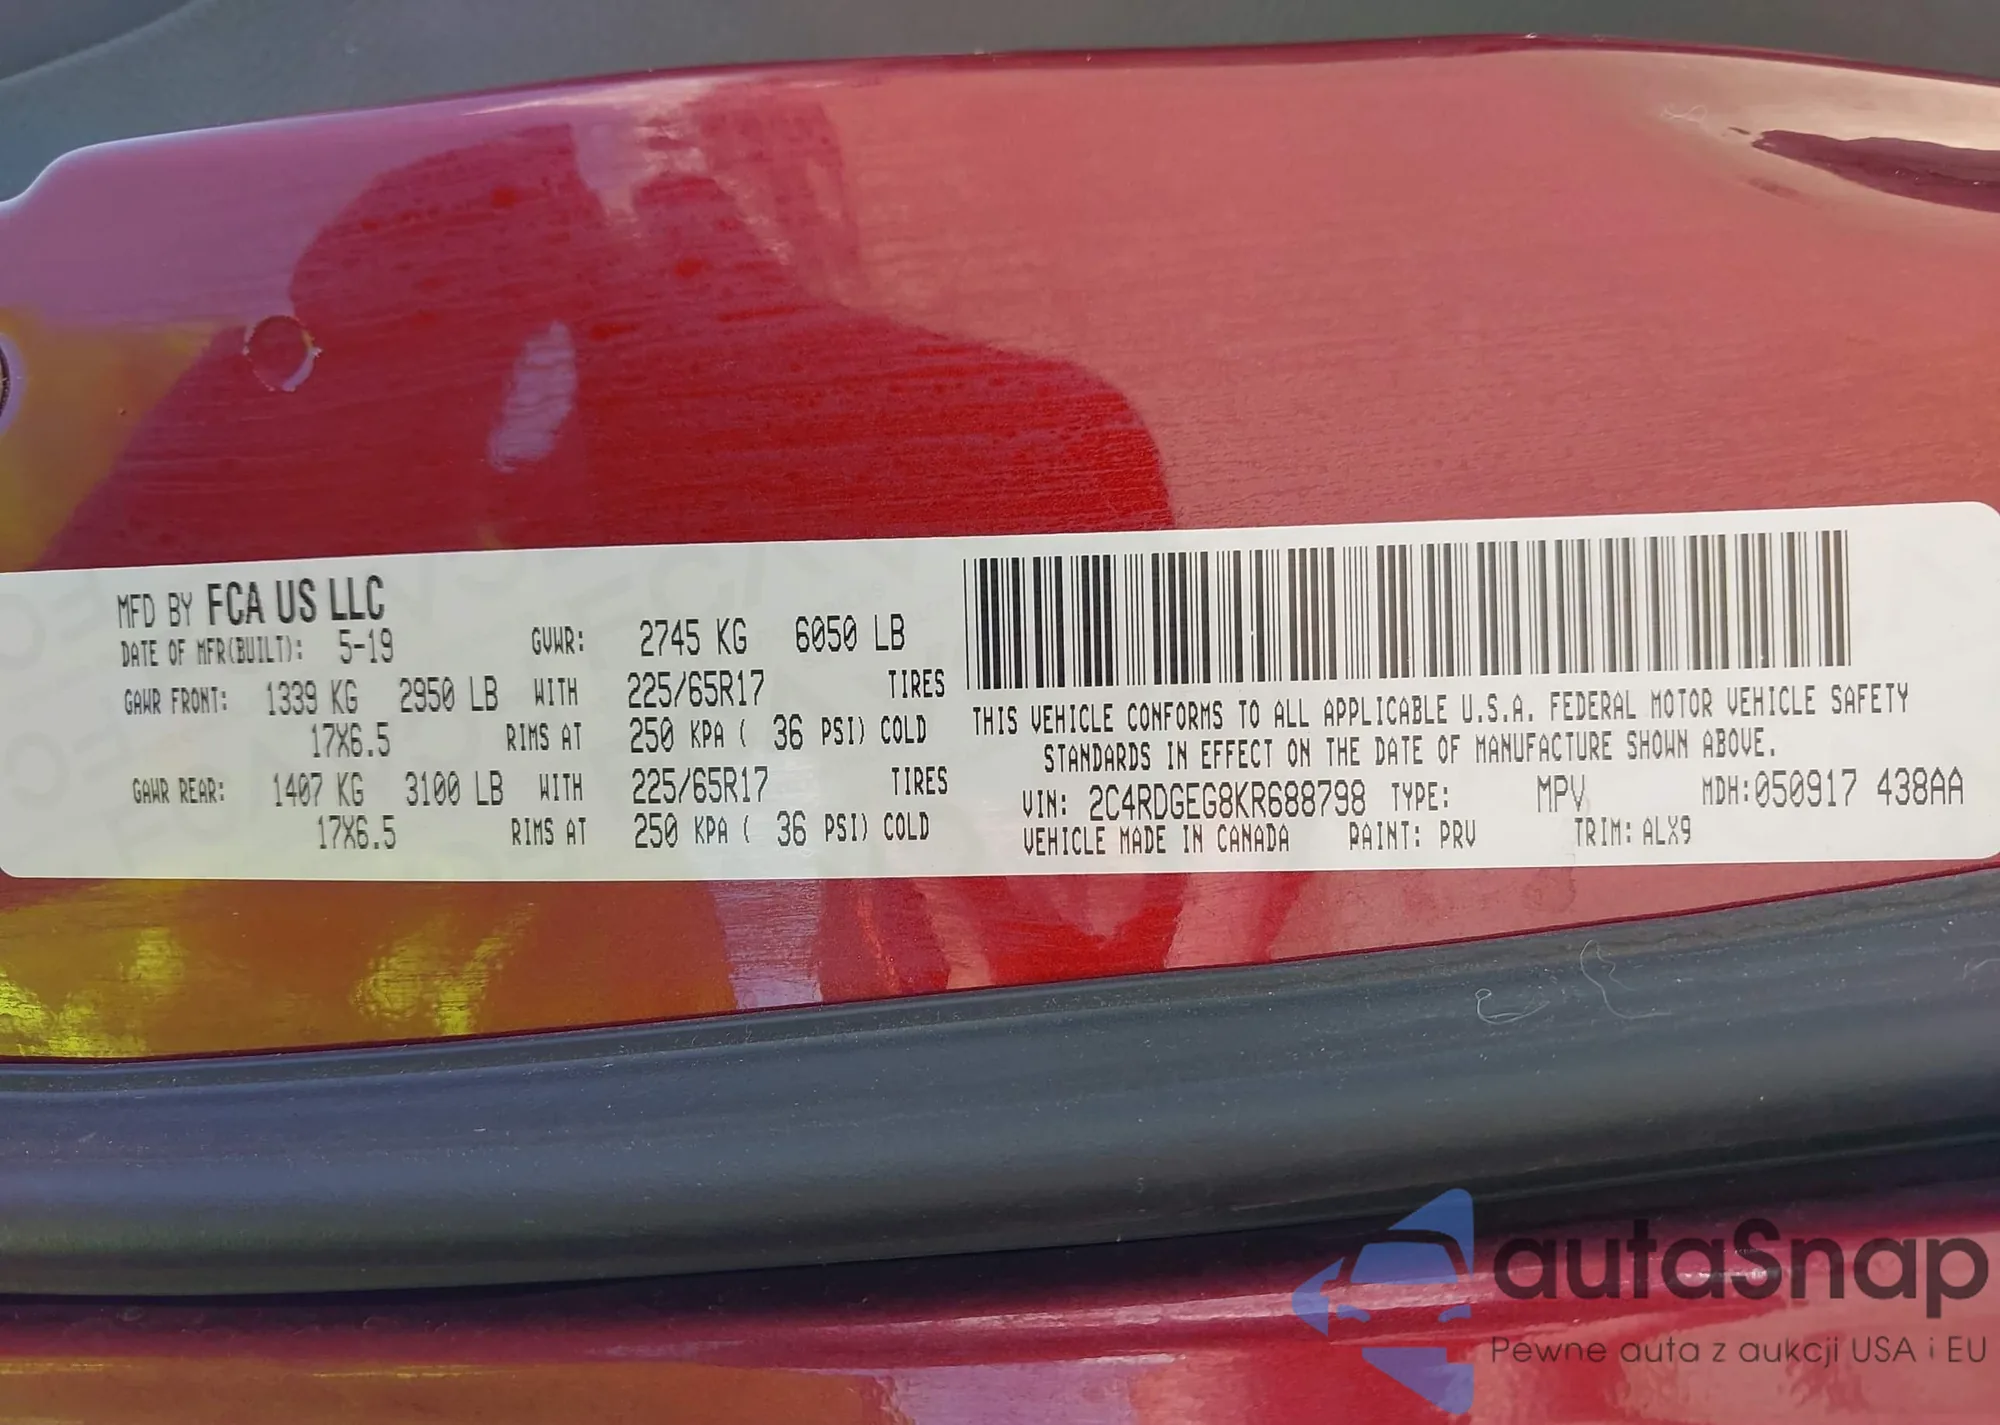 MFD BY FCA US LLC
DATE OF MFR(BUILT): 5-19 GVWR: 2745 KG 6050 LB
GAWR FRONT: 1339 KG 2950 LB WITH 225/65R17 TIRES
17X6.5 RIMS AT 250 KPA ( 36 PSI) COLD
GAWR REAR: 1407 KG 3100 LB WITH 225/65R17 TIRES
17X6.5 RIMS AT 250 KPA ( 36 PSI) COLD
THIS VEHICLE CONFORMS TO ALL APPLICABLE U.S.A. FEDERAL MOTOR VEHICLE SAFETY
STANDARDS IN EFFECT ON THE DATE OF MANUFACTURE SHOWN ABOVE.
VIN: 2C4RDGEG8KR688798 TYPE: MPV MDH:050917 438AA
VEHICLE MADE IN CANADA PAINT: PRV TRIM: ALX9
autaSnap
Pewne auta z aukcji USA i EU